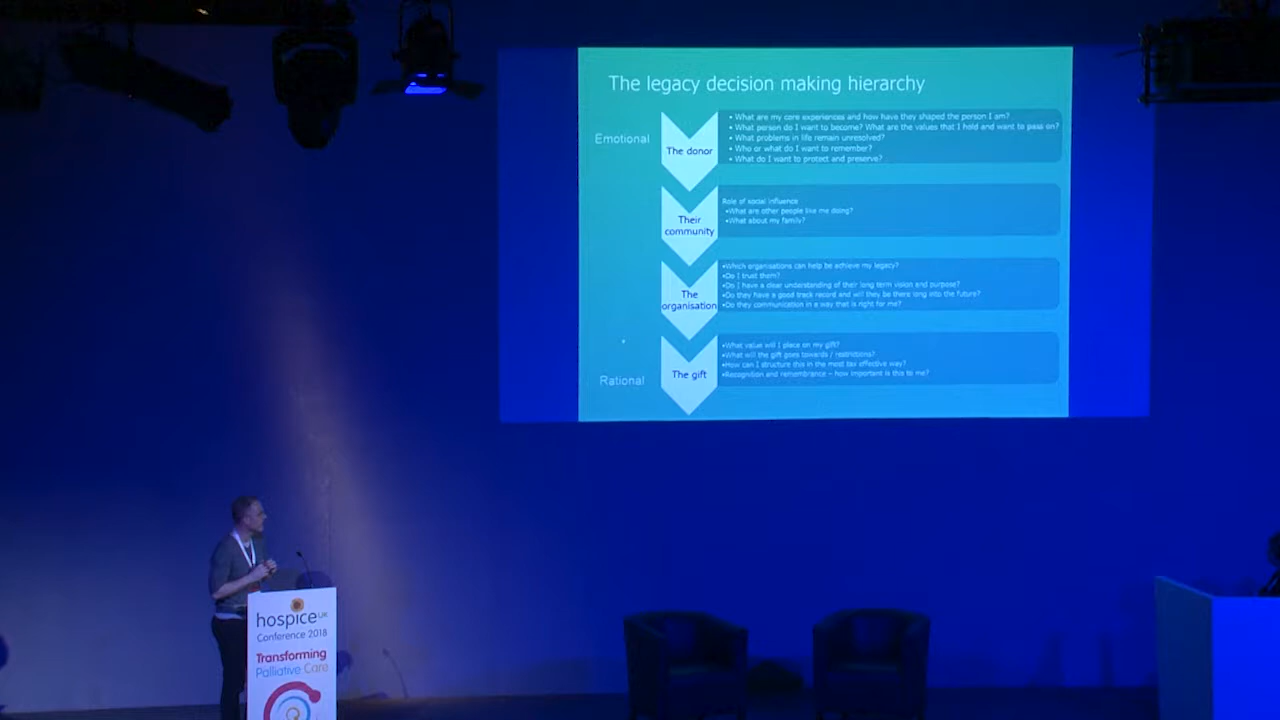 The legacy decision making hierarchy
Emotional
The donor
• What are my core experiences and how have they shaped the person I am?
• What person do I want to become? What are the values that I hold and want to pass on?
• What problems in life remain unresolved?
• Who or what do I want to remember?
• What do I want to protect and preserve?
Their
community
Role of social influence
•What are other people like me doing?
•What about my family?
The
organisation
•Which organisations can help be achieve my legacy?
•Do I trust them?
•Do I have a clear understanding of their long term vision and purpose?
•Do they have a good track record and will they be there long into the future?
•Do they communication in a way that is right for me?
Rational
The gift
•What value will I place on my gift?
•What will the gift goes towards / restrictions?
•How can I structure this in the most tax effective way?
•Recognition and remembrance – how important is this to me?
hospice UK
Conference 2018
Transforming
Palliative Care